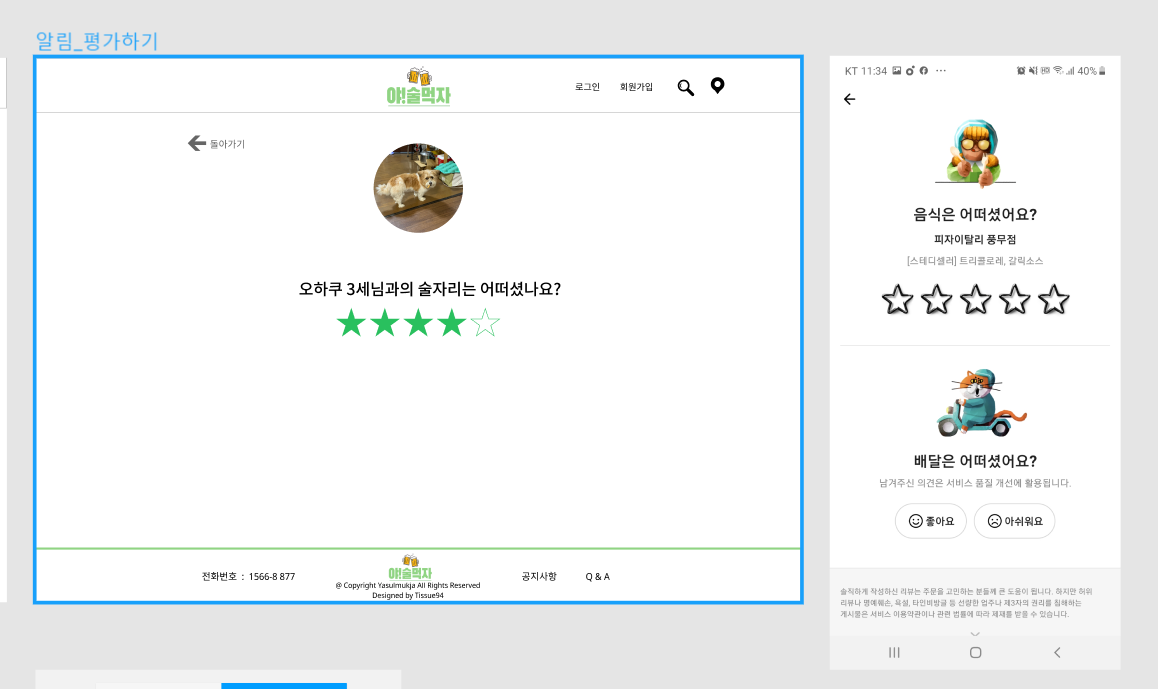 알림_평가하기
야!술먹자
로그인
회원가입
돌아가기
오하쿠 3세님과의 술자리는 어떠셨나요?
전화번호 : 1566-8 877
야!술먹자
@ Copyright Yasulmukja All Rights Reserved
Designed by Tissue94
공지사항
Q & A
KT 11:34
40%
음식은 어떠셨어요?
피자이탈리 풍무점
[스테디셀러] 트리콜로레, 갈릭소스
배달은 어떠셨어요?
남겨주신 의견은 서비스 품질 개선에 활용됩니다.
좋아요
아쉬워요
솔직하게 작성하신 리뷰는 주문을 고민하는 분들께 큰 도움이 됩니다. 하지만 허위
리뷰나 명예훼손, 욕설, 타인비방글 등 선량한 업주나 제3자의 권리를 침해하는
게시물은 서비스 이용약관이나 관련 법률에 따라 제재를 받을 수 있습니다.